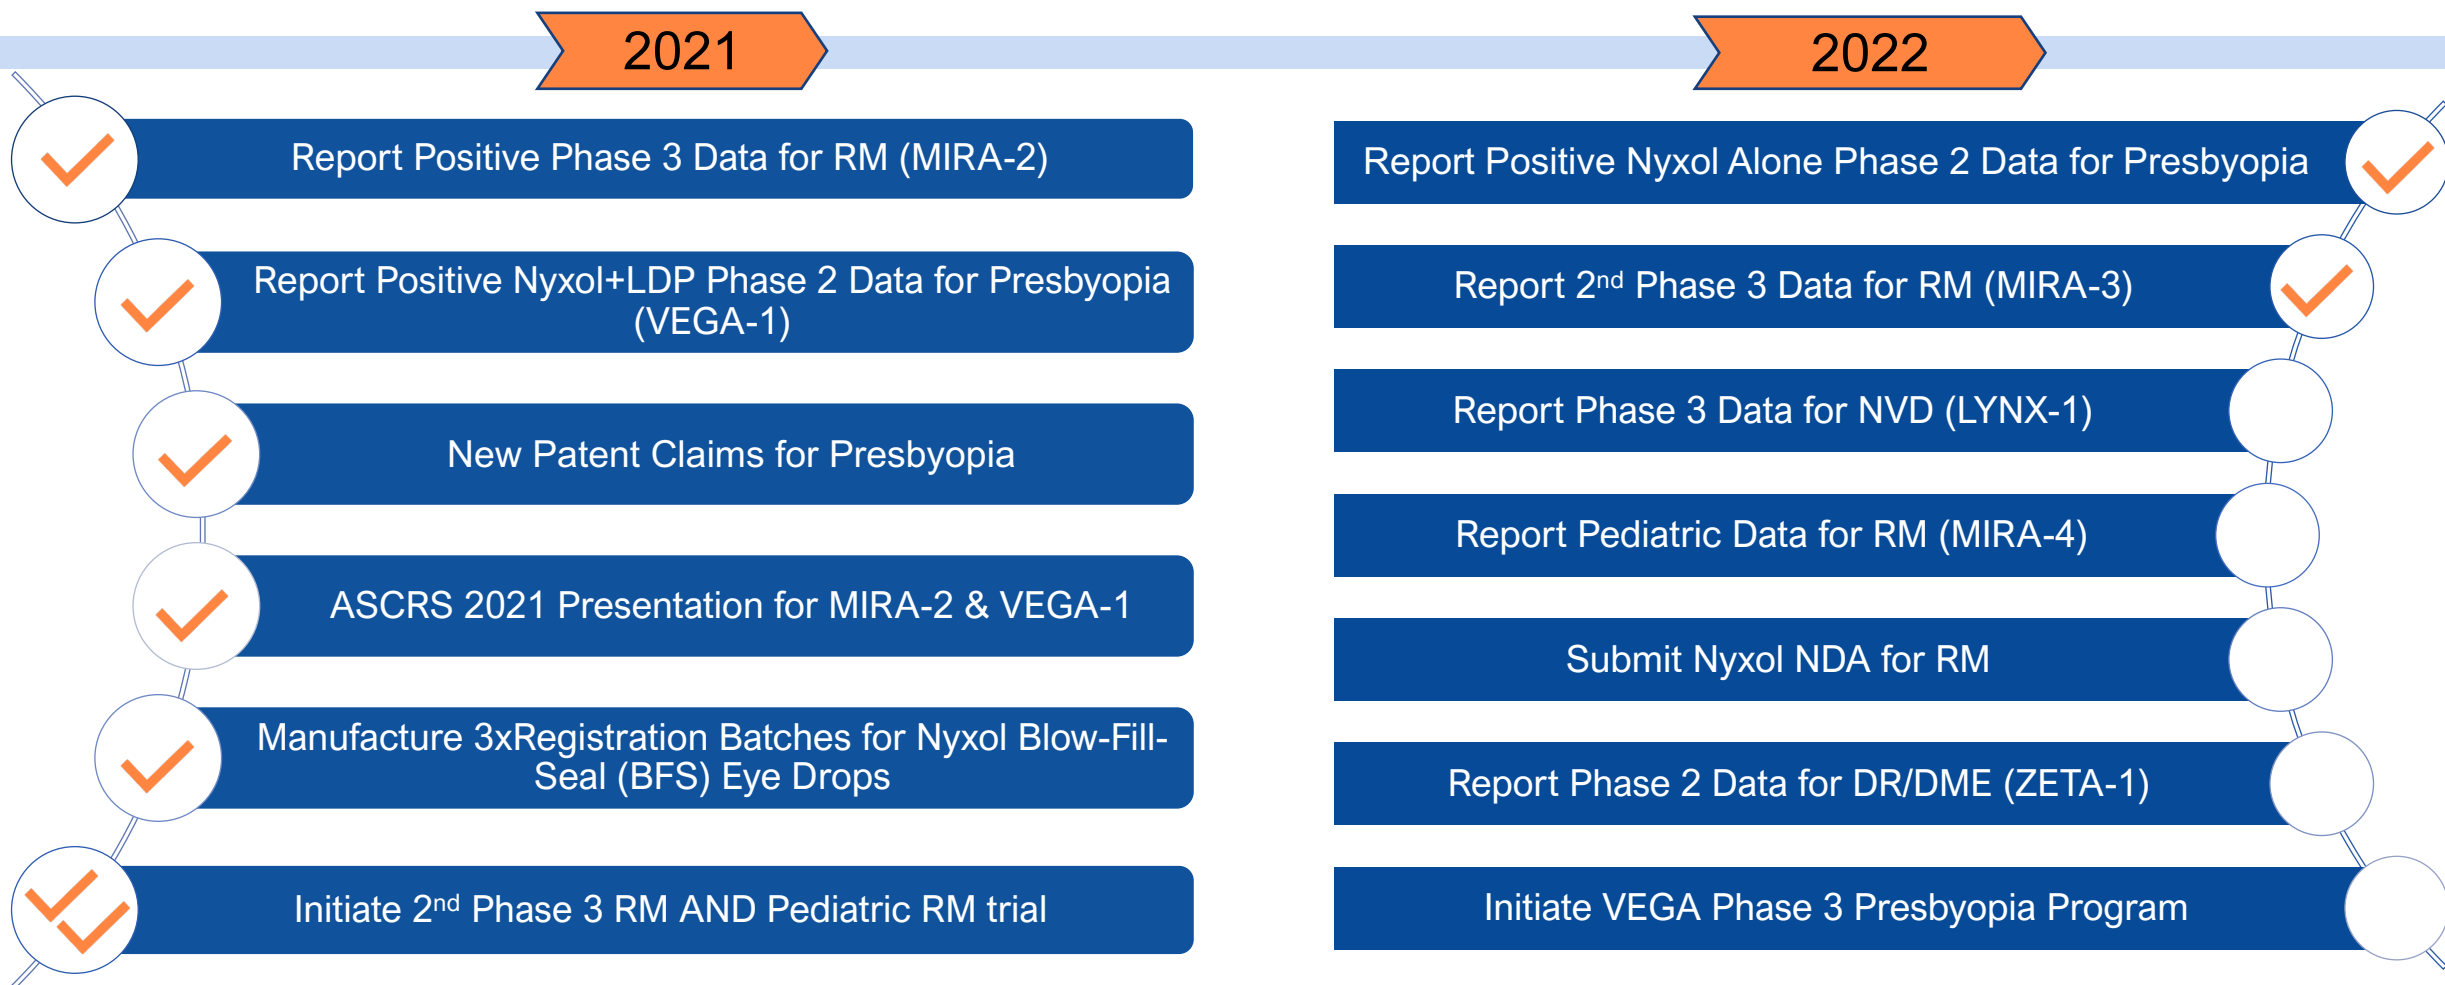 2021
Report Positive Phase 3 Data for RM (MIRA-2)
Report Positive Nyxol+LDP Phase 2 Data for Presbyopia
(VEGA-1)
New Patent Claims for Presbyopia
ASCRS 2021 Presentation for MIRA-2 & VEGA-1
Manufacture 3xRegistration Batches for Nyxol Blow-Fill-
Seal (BFS) Eye Drops
Initiate 2nd Phase 3 RM AND Pediatric RM trial
2022
Report Positive Nyxol Alone Phase 2 Data for Presbyopia
Report 2nd Phase 3 Data for RM (MIRA-3)
Report Phase 3 Data for NVD (LYNX-1)
Report Pediatric Data for RM (MIRA-4)
Submit Nyxol NDA for RM
Report Phase 2 Data for DR/DME (ZETA-1)
Initiate VEGA Phase 3 Presbyopia Program